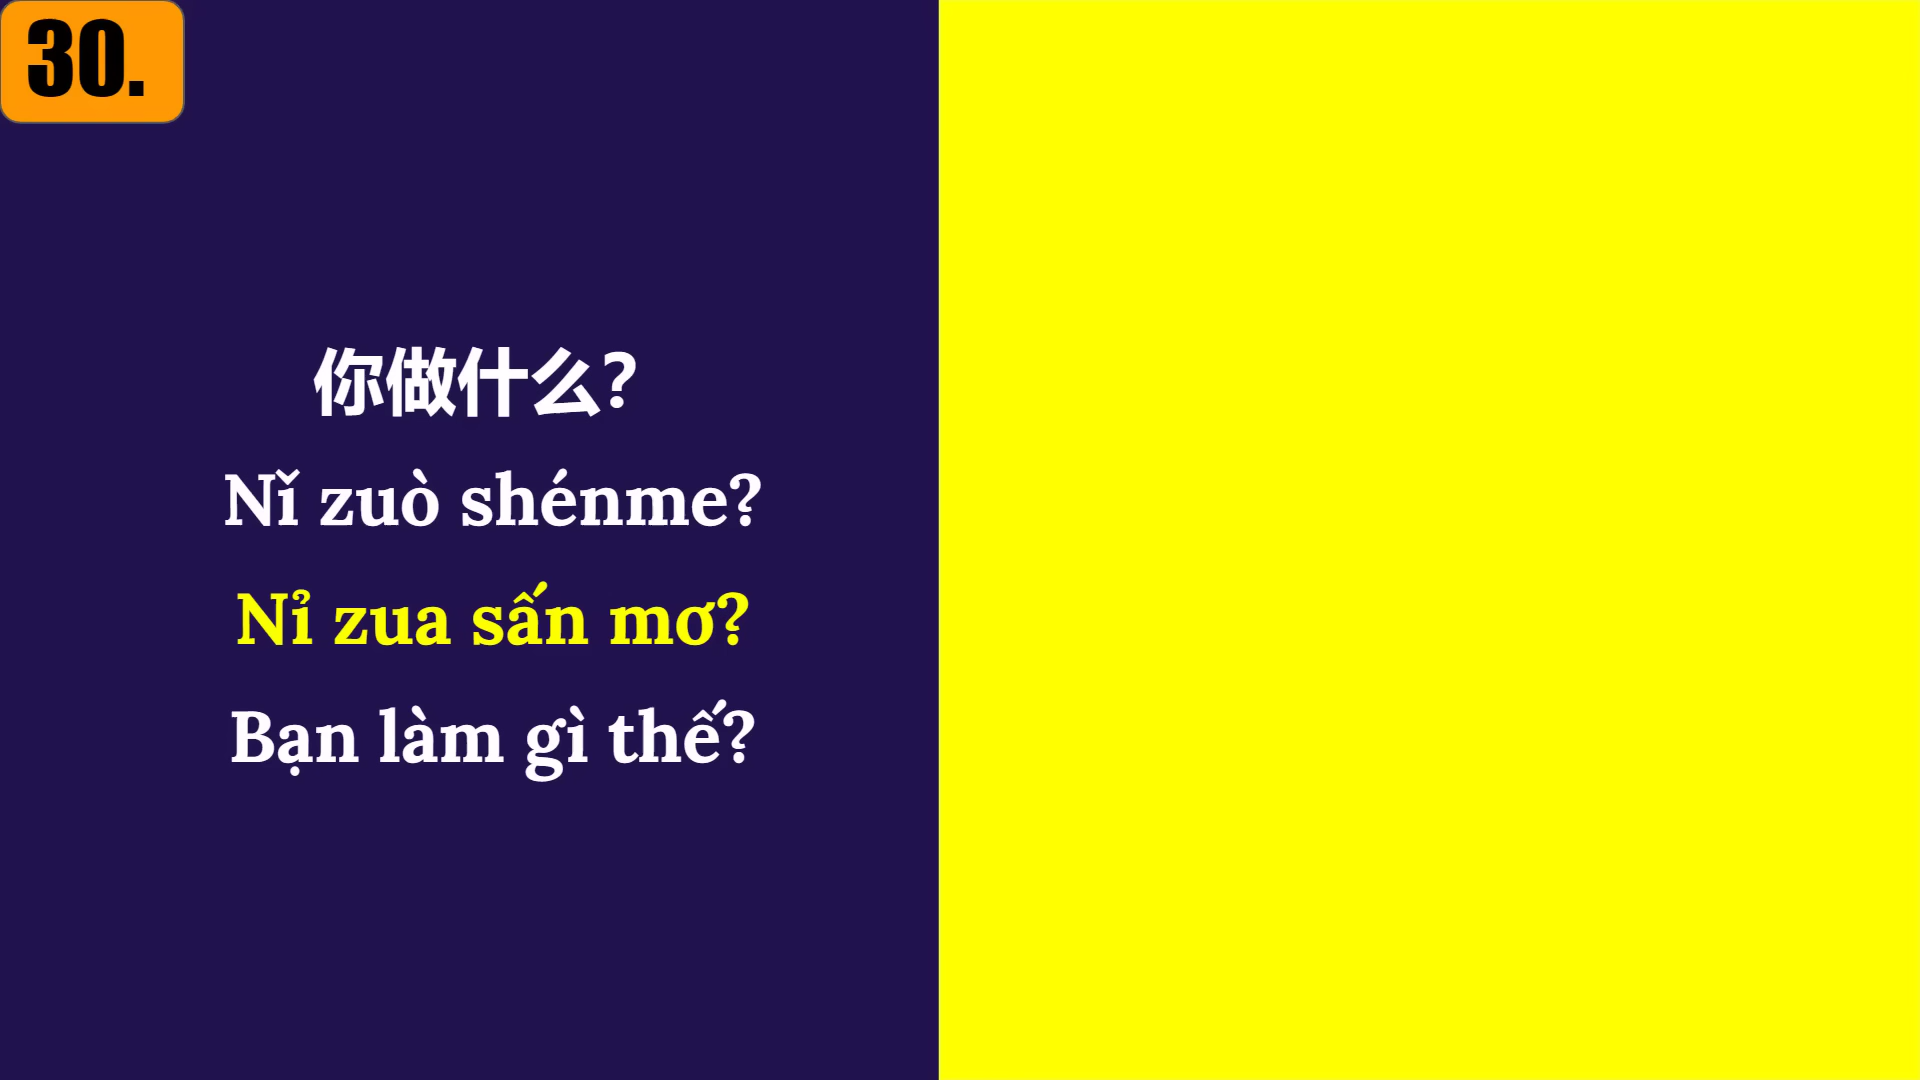 30.
你做什么?
Nǐ zuò shénme?
Nỉ zua sấn mơ?
Bạn làm gì thế?